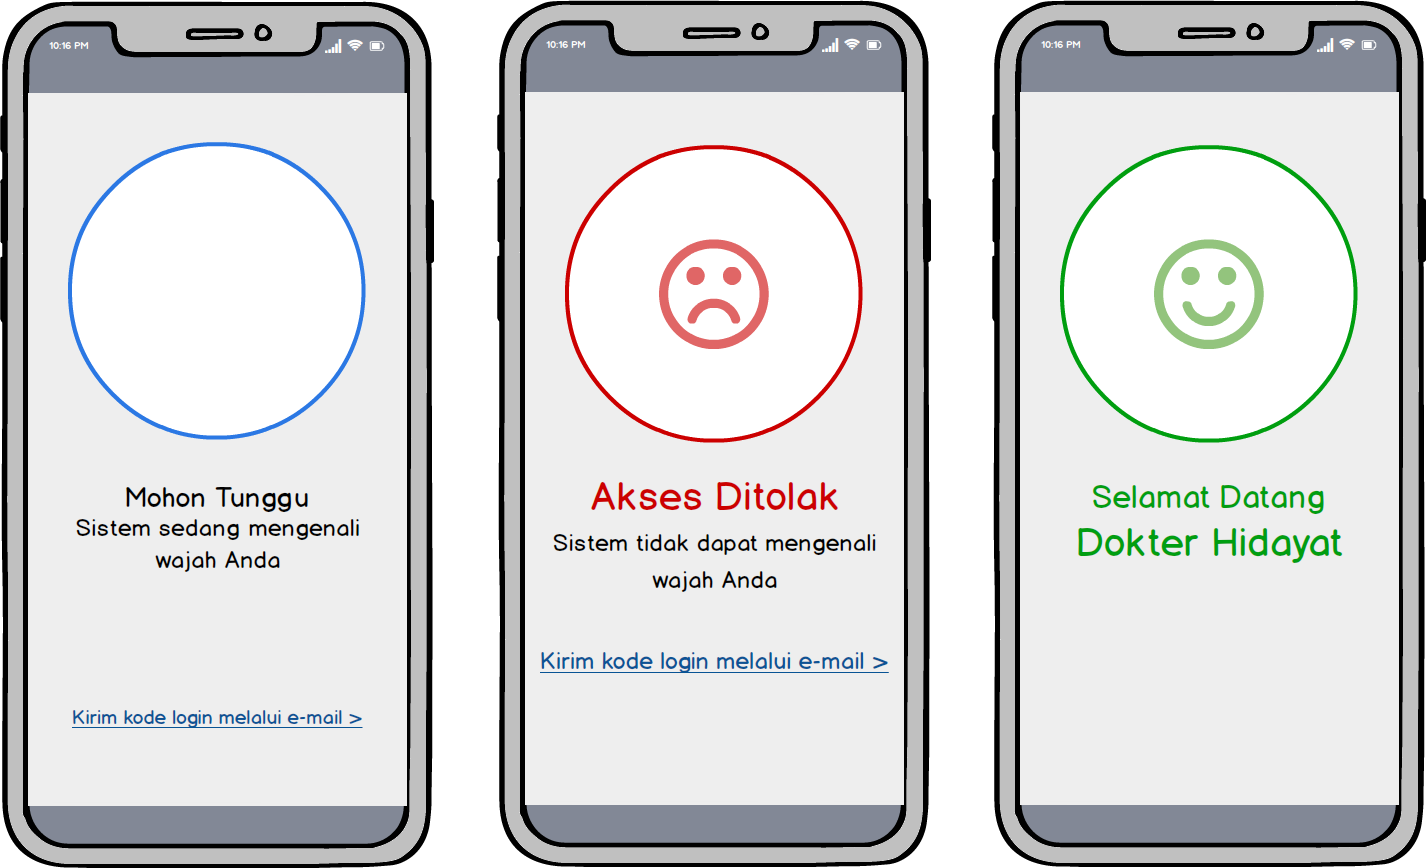 10:16 PM
Mohon Tunggu
Sistem sedang mengenali
wajah Anda
Kirim kode login melalui e-mail >
10:16 PM
Akses Ditolak
Sistem tidak dapat mengenali
wajah Anda
Kirim kode login melalui e-mail >
10:16 PM
Selamat Datang
Dokter Hidayat